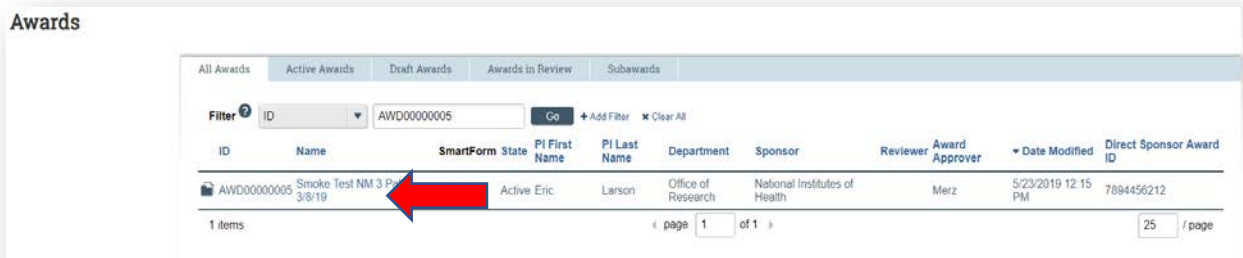 Awards
All Awards Active Awards Draft Awards Awards in Review Subawards
Filter ? ID AWD00000005 Go + Add Filter × Clear All
ID Name SmartForm State PI First Name PI Last Name Department Sponsor Reviewer Award Approver Date Modified Direct Sponsor Award ID
AWD00000005 Smoke Test NM 3 3/8/19 Active Eric Larson Office of Research National Institutes of Health Merz 5/23/2019 12:15 PM 7894456212
1 items page 1 of 1 25 / page